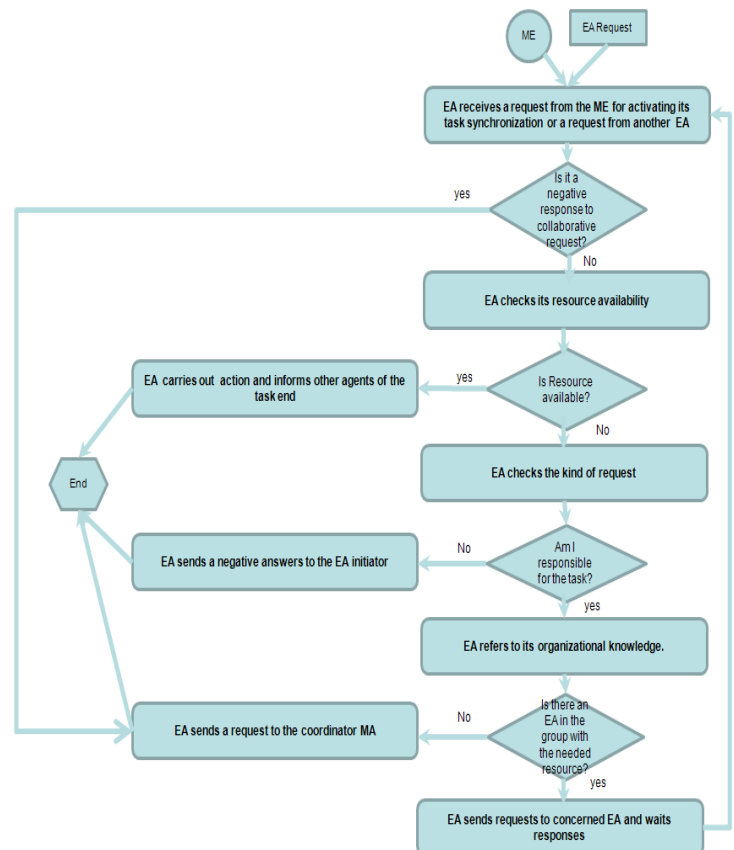 ME
EA Request
EA receives a request from the ME for activating its
task synchronization or a request from another EA
Is it a
negative
response to
collaborative
request?
yes
No
EA checks its resource availability
Is Resource
available?
yes
No
EA carries out action and informs other agents of the
task end
EA checks the kind of request
End
Am I
responsible
for the task?
No
yes
EA sends a negative answers to the EA initiator
EA refers to its organizational knowledge.
Is there an
EA in the
group with
the needed
resource?
No
yes
EA sends a request to the coordinator MA
EA sends requests to concerned EA and waits
responses